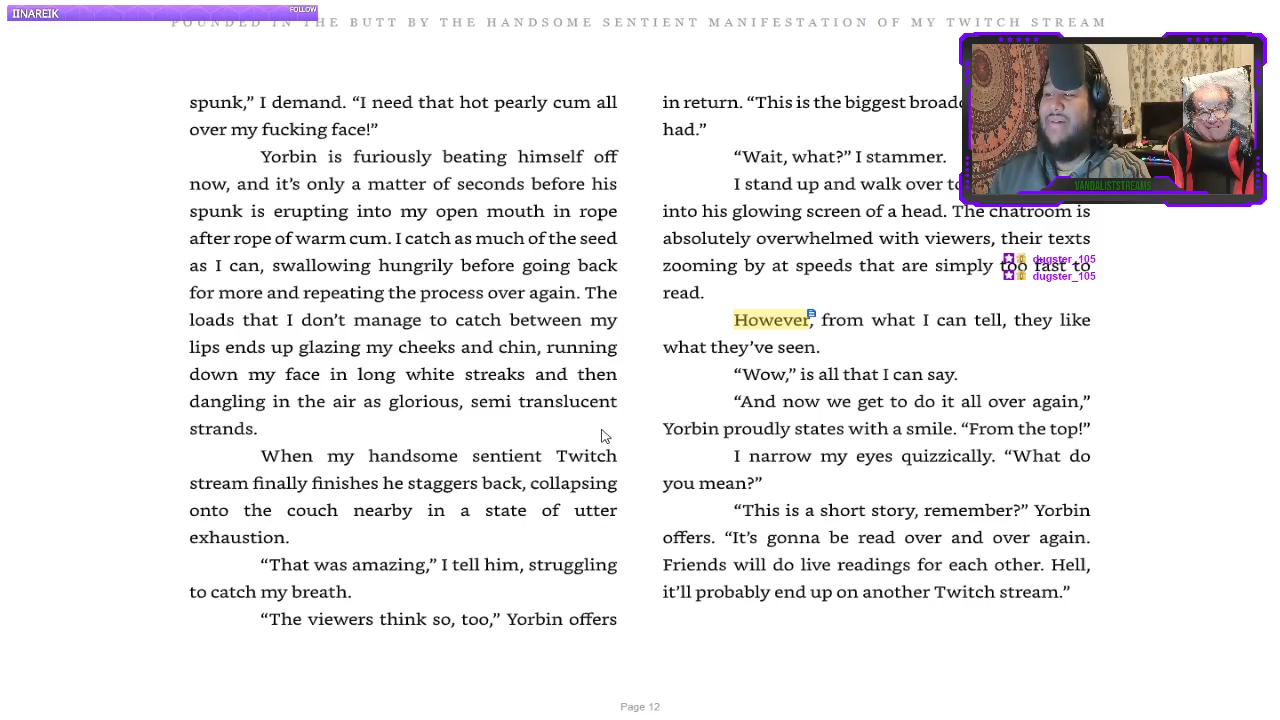 IINAREIK
FOLLOW
POUNDED IN THE BUTT BY THE HANDSOME SENTIENT MANIFESTATION OF MY TWITCH STREAM
spunk,” I demand. “I need that hot pearly cum all
over my fucking face!”
Yorbin is furiously beating himself off
now, and it’s only a matter of seconds before his
spunk is erupting into my open mouth in rope
after rope of warm cum. I catch as much of the seed
as I can, swallowing hungrily before going back
for more and repeating the process over again. The
loads that I don’t manage to catch between my
lips ends up glazing my cheeks and chin, running
down my face in long white streaks and then
dangling in the air as glorious, semi translucent
strands.
When my handsome sentient Twitch
stream finally finishes he staggers back, collapsing
onto the couch nearby in a state of utter
exhaustion.
“That was amazing,” I tell him, struggling
to catch my breath.
“The viewers think so, too,” Yorbin offers
in return. “This is the biggest
had.”
“Wait, what?” I stammer.
I stand up and walk over
into his glowing screen of a head. The chatroom is
absolutely overwhelmed with viewers, their texts
zooming by at speeds that are simply too fast to
read.
However, from what I can tell, they like
what they’ve seen.
“Wow,” is all that I can say.
“And now we get to do it all over again,”
Yorbin proudly states with a smile. “From the top!”
I narrow my eyes quizzically. “What do
you mean?”
“This is a short story, remember?” Yorbin
offers. “It’s gonna be read over and over again.
Friends will do live readings for each other. Hell,
it’ll probably end up on another Twitch stream.”
VANDALISTSTREAMS
dugster_105
dugster_105
Page 12